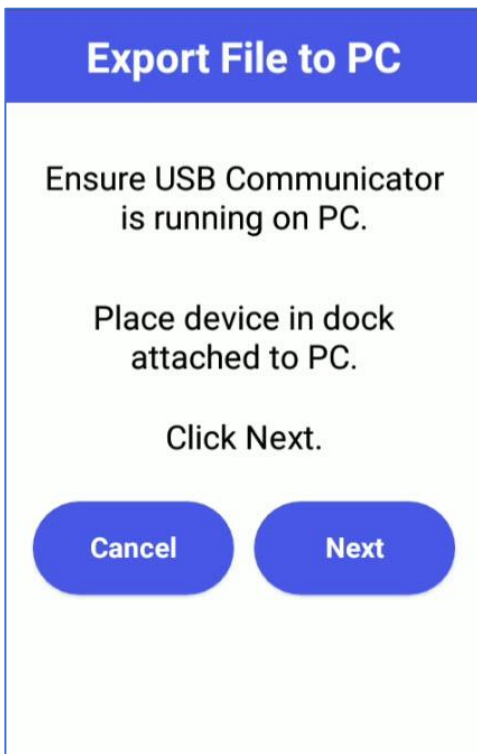 Export File to PC
Ensure USB Communicator
is running on PC.
Place device in dock
attached to PC.
Click Next.
Cancel
Next